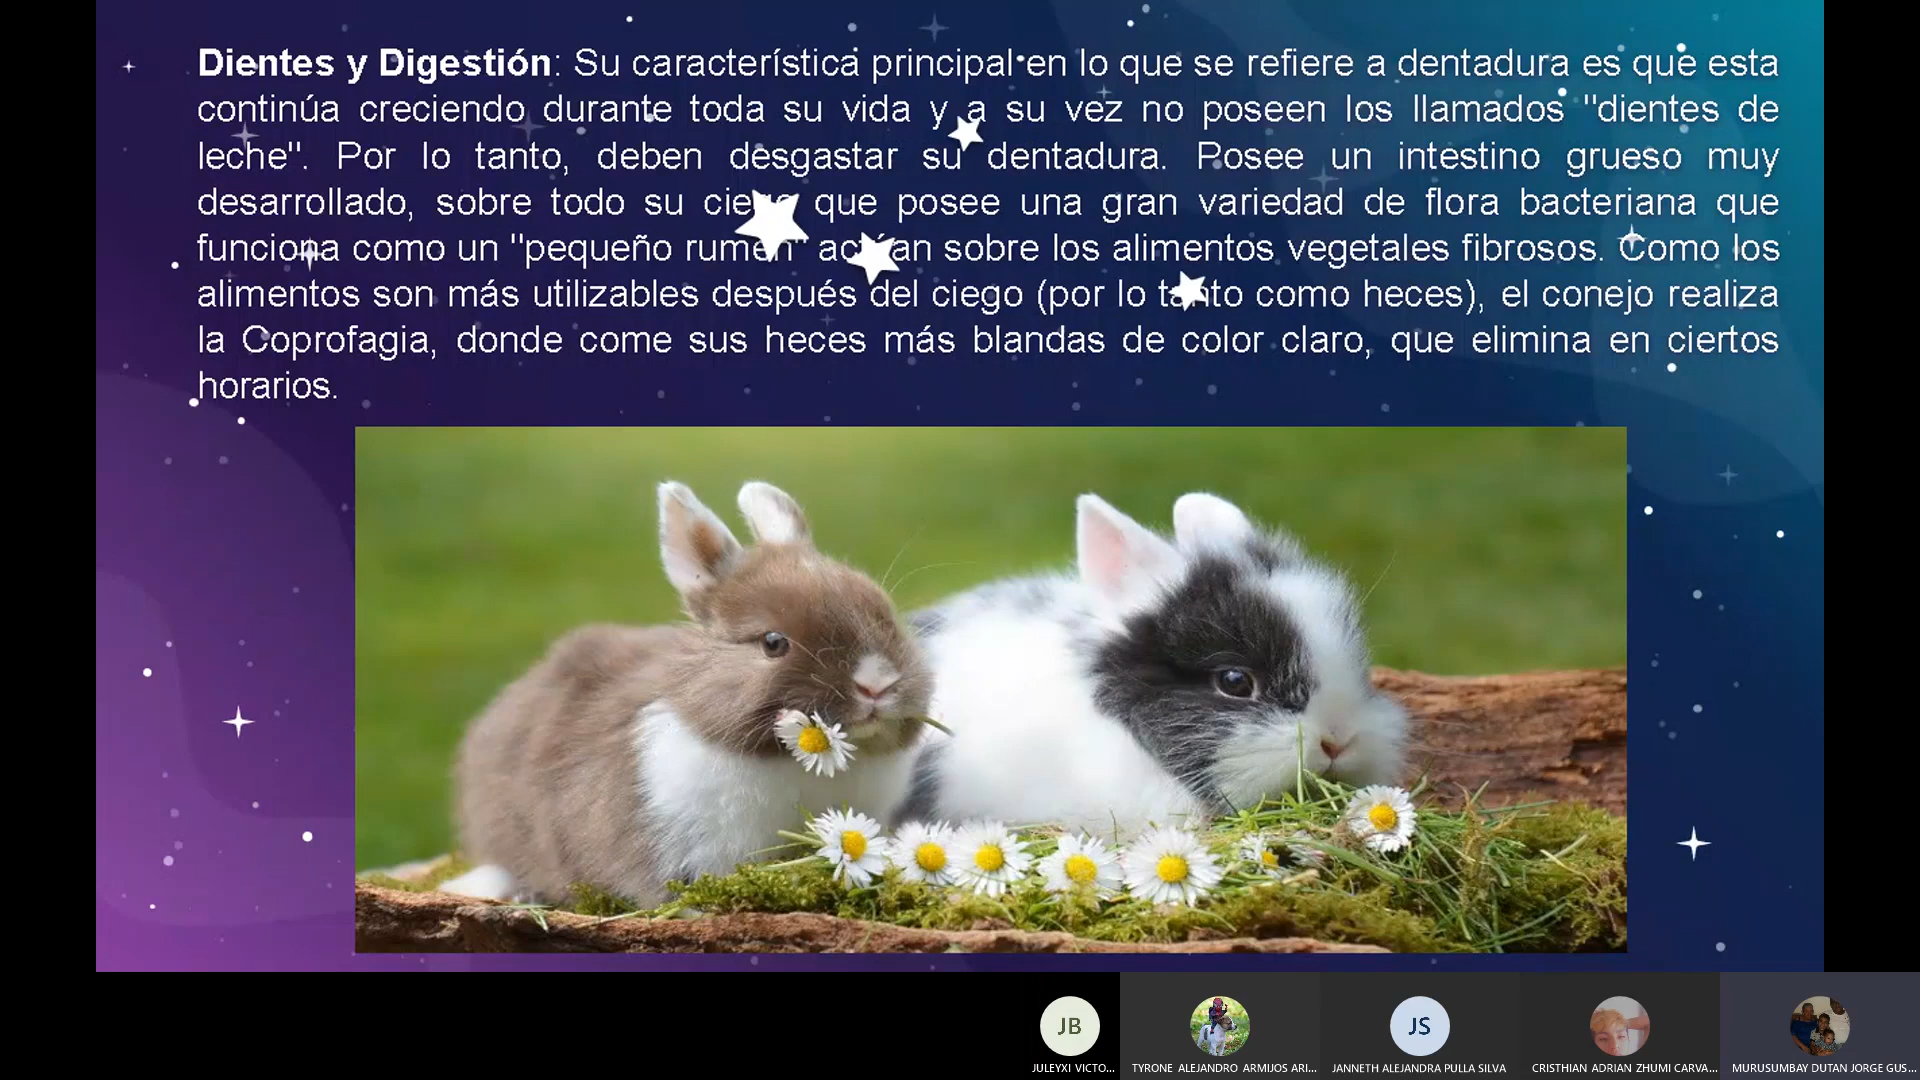 Dientes y Digestión: Su característica principal en lo que se refiere a dentadura es que esta
continúa creciendo durante toda su vida y a su vez no poseen los llamados "dientes de
leche". Por lo tanto, deben desgastar su dentadura. Posee un intestino grueso muy
desarrollado, sobre todo su ciego que posee una gran variedad de flora bacteriana que
funciona como un "pequeño rumen" actúan sobre los alimentos vegetales fibrosos. Como los
alimentos son más utilizables después del ciego (por lo tanto como heces), el conejo realiza
la Coprofagia, donde come sus heces más blandas de color claro, que elimina en ciertos
horarios.
JB
JS
JULEYXI VICTO...
TYRONE ALEJANDRO ARMIJOS ARI...
JANNETH ALEJANDRA PULLA SILVA
CRISTHIAN ADRIAN ZHUMI CARVA...
MURUSUMBAY DUTAN JORGE GUS...